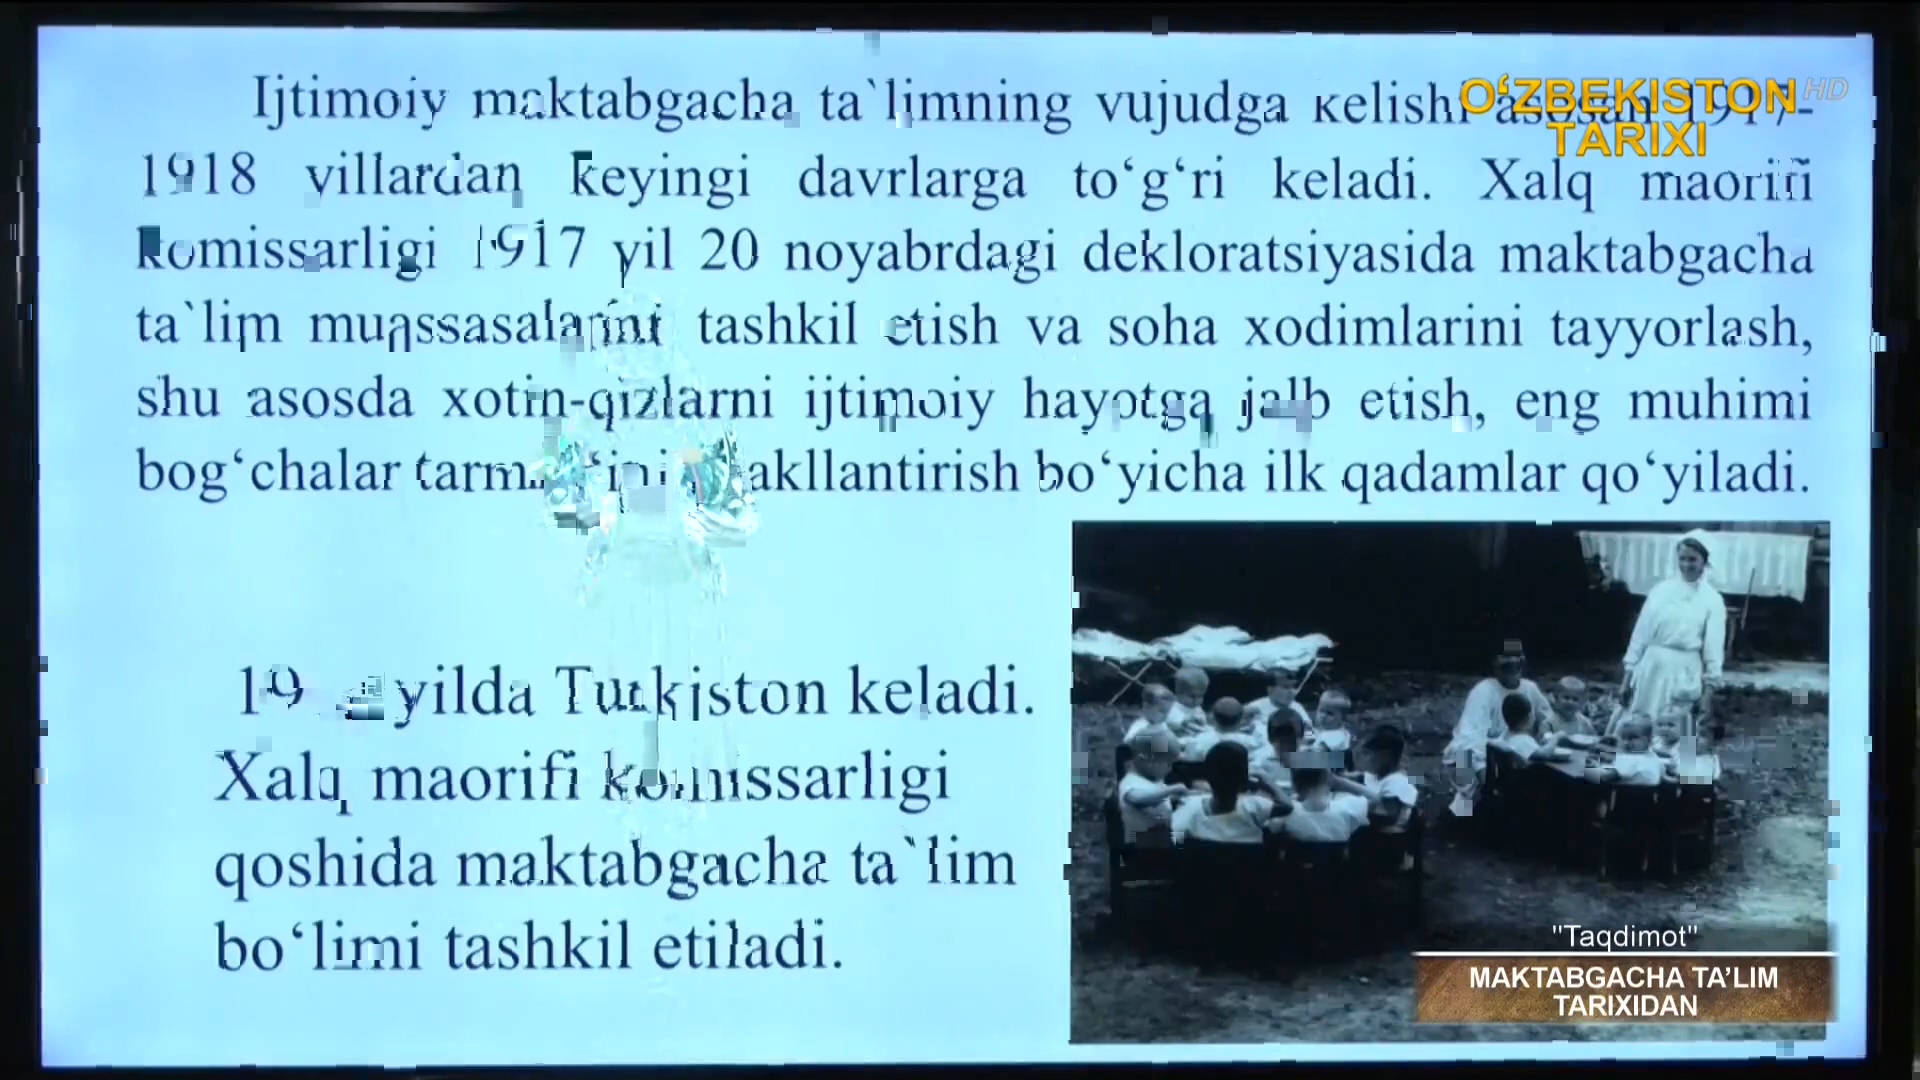 Ijtimoiy maktabgacha ta`limning vujudga kelishi asosan 1917-
1918 yillardan keyingi davrlarga to‘g‘ri keladi. Xalq maorifi
komissarligi 1917 yil 20 noyabrdagi dekloratsiyasida maktabgacha
ta`lim muassasalarini tashkil etish va soha xodimlarini tayyorlash,
shu asosda xotin-qizlarni ijtimoiy hayotga jalb etish, eng muhimi
bog‘chalar bo‘yicha ilk qadamlar qo‘yiladi.
yilda Turkiston keladi.
Xalq maorifi komissarligi
qoshida maktabgacha ta`lim
bo‘limi tashkil etiladi.
O‘ZBEKISTON HD
TARIXI
"Taqdimot"
MAKTABGACHA TA’LIM
TARIXIDAN